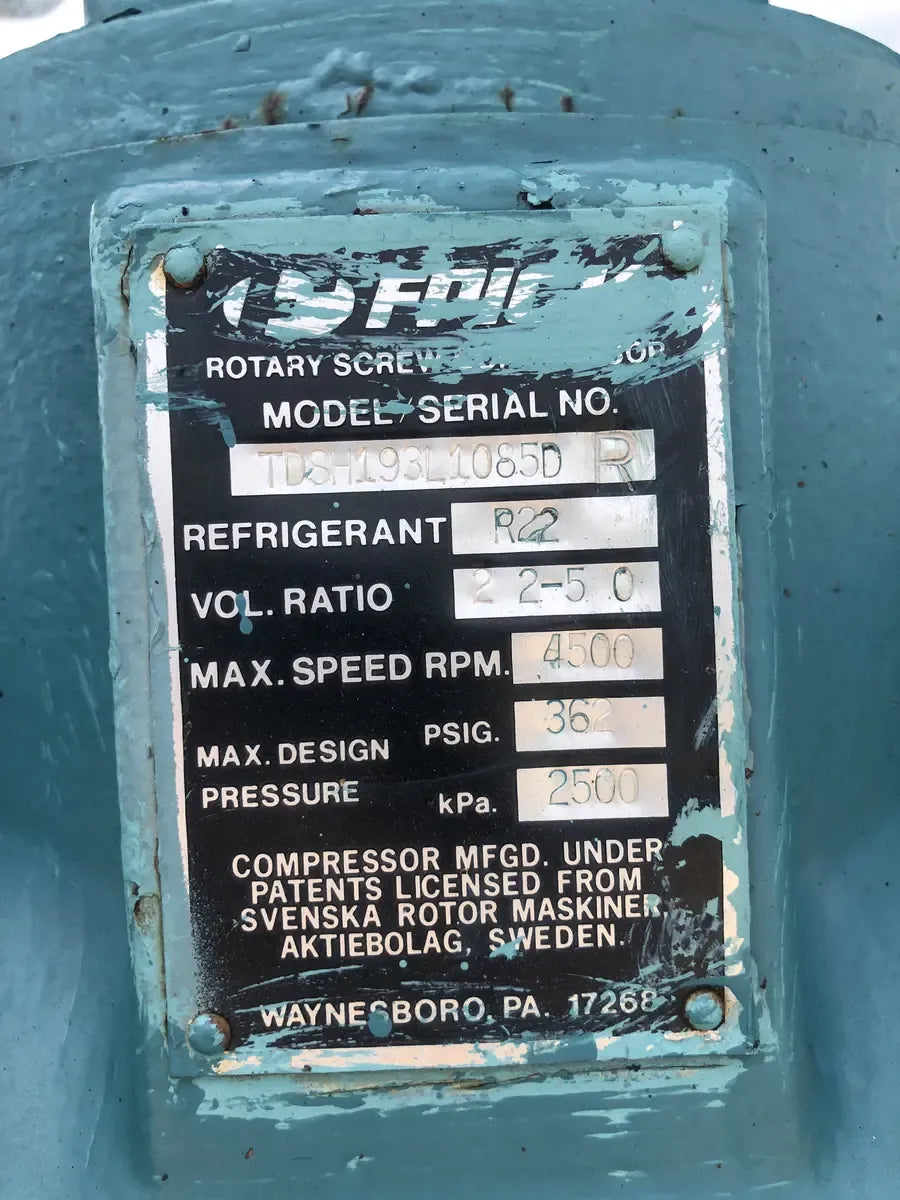 FRICK
ROTARY SCREW COMPRESSOR
MODEL/SERIAL NO.
TDSH193L1085D R
REFRIGERANT R22
VOL. RATIO 2 2-5 0
MAX. SPEED RPM. 4500
MAX. DESIGN PRESSURE
PSIG. 362
kPa. 2500
COMPRESSOR MFGD. UNDER
PATENTS LICENSED FROM
SVENSKA ROTOR MASKINER,
AKTIEBOLAG, SWEDEN.
WAYNESBORO, PA. 17268